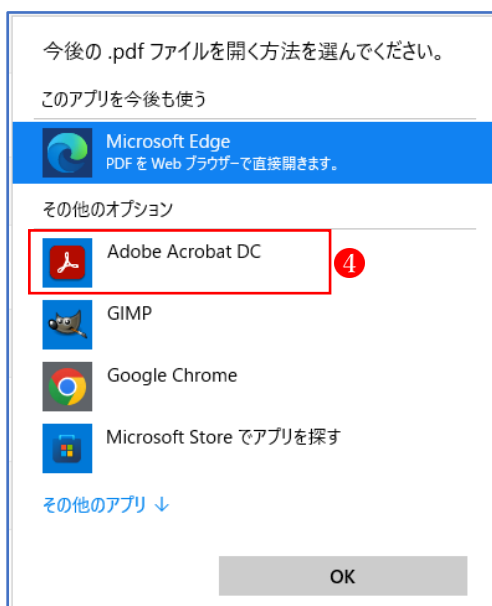 今後の .pdf ファイルを開く方法を選んでください。
このアプリを今後も使う
Microsoft Edge
PDF を Web ブラウザーで直接開きます。
その他のオプション
Adobe Acrobat DC
4
GIMP
Google Chrome
Microsoft Store でアプリを探す
その他のアプリ ↓
OK